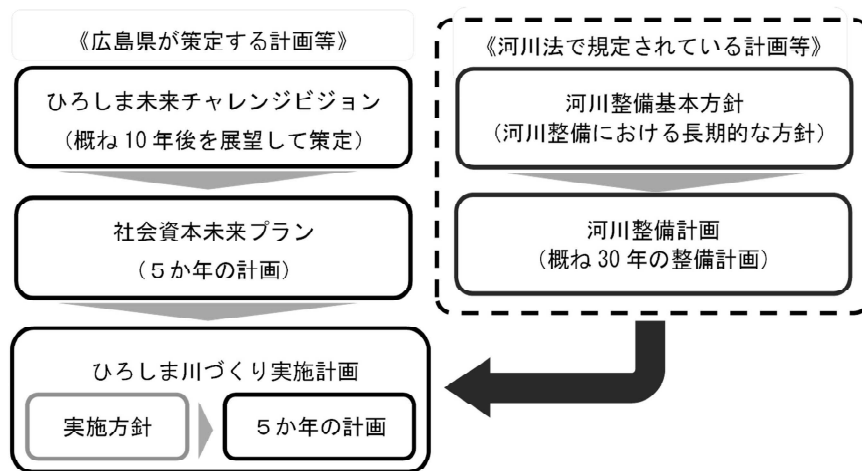 《広島県が策定する計画等》
ひろしま未来チャレンジビジョン
（概ね 10 年後を展望して策定）
社会資本未来プラン
（５か年の計画）
ひろしま川づくり実施計画
実施方針
５か年の計画
《河川法で規定されている計画等》
河川整備基本方針
（河川整備における長期的な方針）
河川整備計画
（概ね 30 年の整備計画）